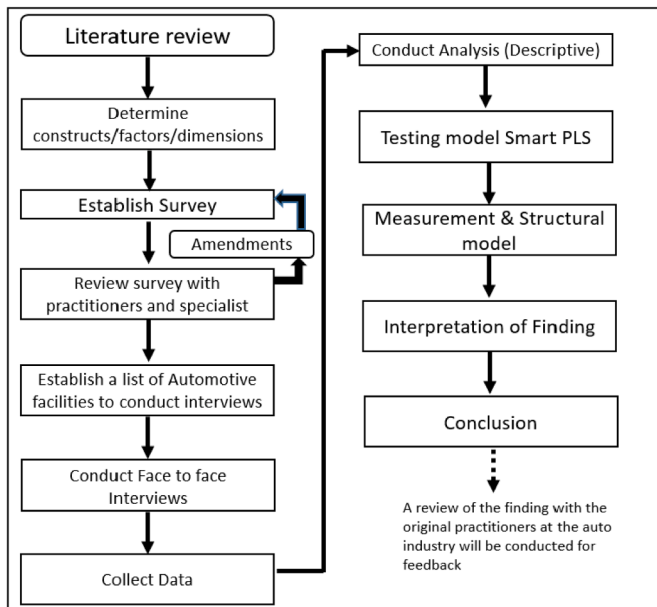 Literature review
Determine
constructs/factors/dimensions
Establish Survey
Amendments
Review survey with
practitioners and specialist
Establish a list of Automotive
facilities to conduct interviews
Conduct Face to face
Interviews
Collect Data
Conduct Analysis (Descriptive)
Testing model Smart PLS
Measurement & Structural
model
Interpretation of Finding
Conclusion
A review of the finding with the
original practitioners at the auto
industry will be conducted for
feedback